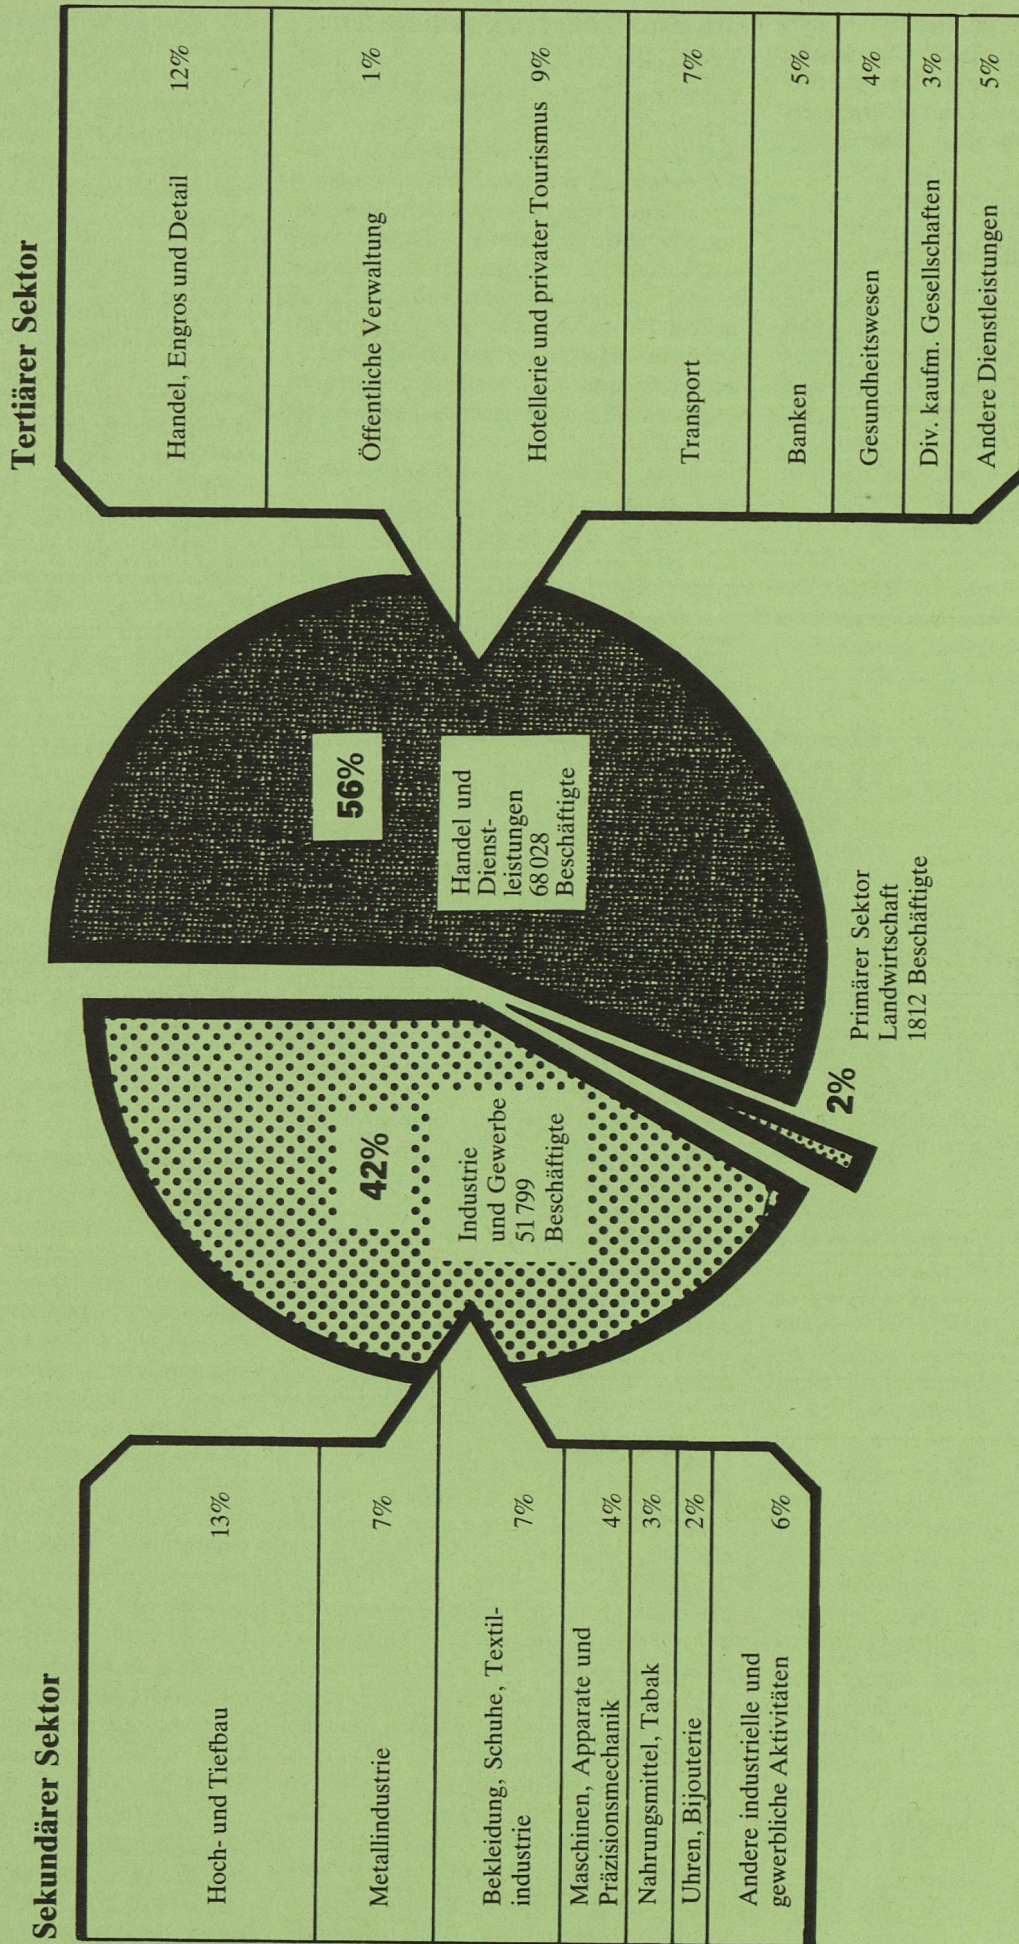 Sekundärer Sektor
Hoch- und Tiefbau 13%
Metallindustrie 7%
Bekleidung, Schuhe, Textil-
industrie 7%
Maschinen, Apparate und
Präzisionsmechanik 4%
Nahrungsmittel, Tabak 3%
Uhren, Bijouterie 2%
Andere industrielle und
gewerbliche Aktivitäten 6%
42%
Industrie
und Gewerbe
51 799
Beschäftigte
2%
Primärer Sektor
Landwirtschaft
1812 Beschäftigte
56%
Handel und
Dienst-
leistungen
68 028
Beschäftigte
Tertiärer Sektor
Handel, Engros und Detail 12%
Öffentliche Verwaltung 1%
Hotellerie und privater Tourismus 9%
Transport 7%
Banken 5%
Gesundheitswesen 4%
Div. kaufm. Gesellschaften 3%
Andere Dienstleistungen 5%